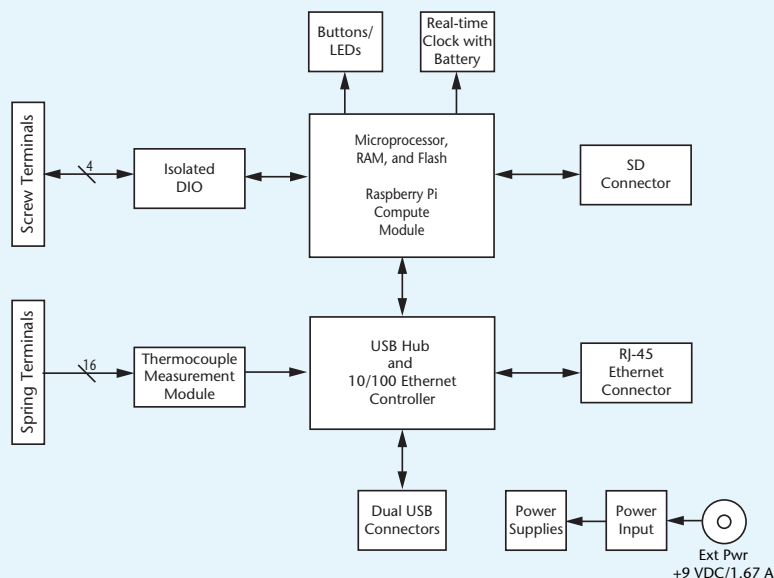 Buttons/
LEDs
Real-time
Clock with
Battery
Screw Terminals
4
Isolated
DIO
Microprocessor,
RAM, and Flash
Raspberry Pi
Compute
Module
SD
Connector
Spring Terminals
16
Thermocouple
Measurement
Module
USB Hub
and
10/100 Ethernet
Controller
RJ-45
Ethernet
Connector
Dual USB
Connectors
Power
Supplies
Power
Input
Ext Pwr
+9 VDC/1.67 A